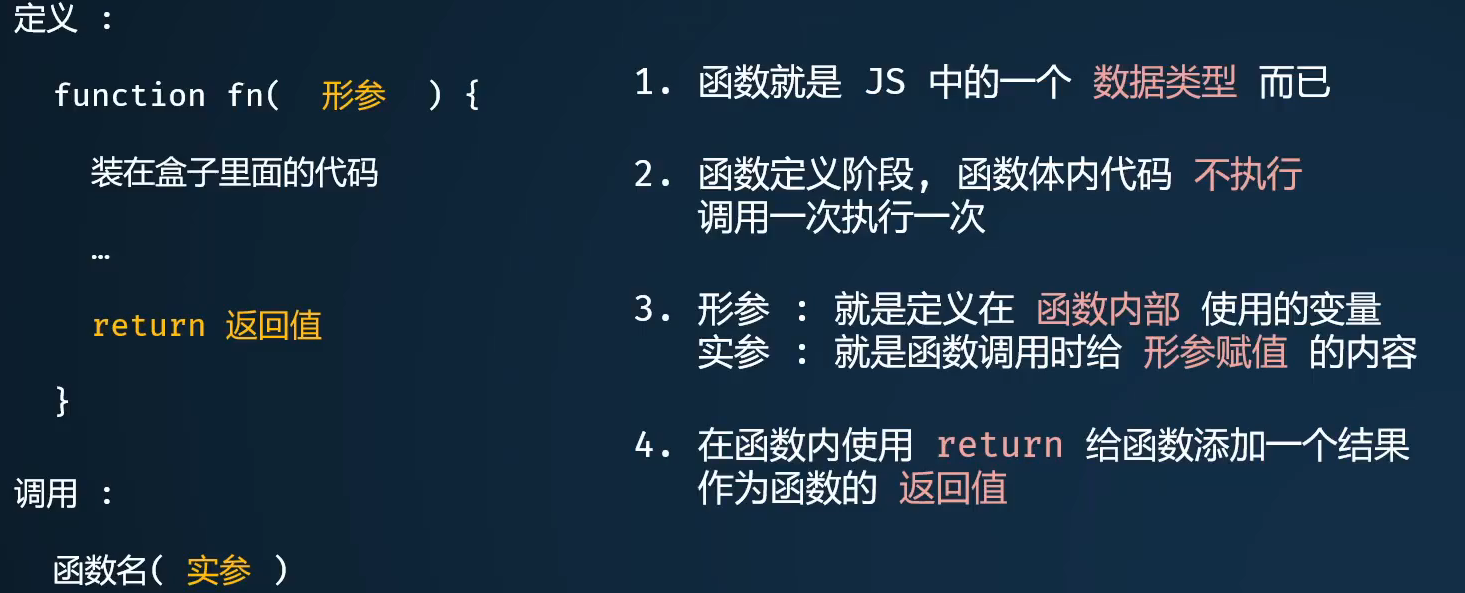 定义 :
function fn( 形参 ) {
装在盒子里面的代码
…
return 返回值
}
调用 :
函数名( 实参 )
1. 函数就是 JS 中的一个 数据类型 而已
2. 函数定义阶段, 函数体内代码 不执行
调用一次执行一次
3. 形参 : 就是定义在 函数内部 使用的变量
实参 : 就是函数调用时给 形参赋值 的内容
4. 在函数内使用 return 给函数添加一个结果
作为函数的 返回值